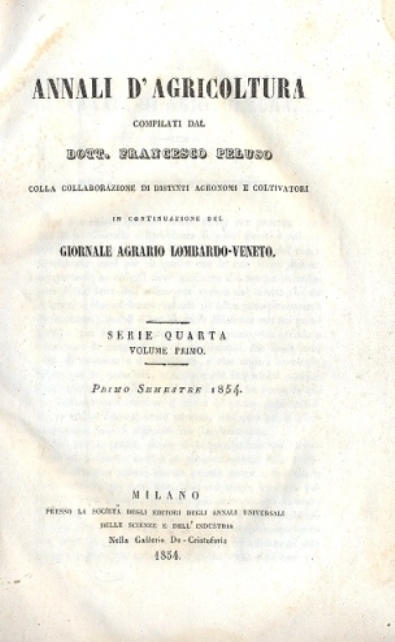 ANNALI D'AGRICOLTURA
COMPILATI DAL
DOTT. FRANCESCO PELUSO
COLLA COLLABORAZIONE DI DISTINTI AGRONOMI E COLTIVATORI
IN CONTINUAZIONE DEL
GIORNALE AGRARIO LOMBARDO-VENETO.
SERIE QUARTA
VOLUME PRIMO.
PRIMO SEMESTRE 1854.
MILANO
PRESSO LA SOCIETÀ DEGLI EDITORI DEGLI ANNALI UNIVERSALI
DELLE SCIENZE E DELL'INDUSTRIA
Nella Galleria De-Cristoforis
1854.